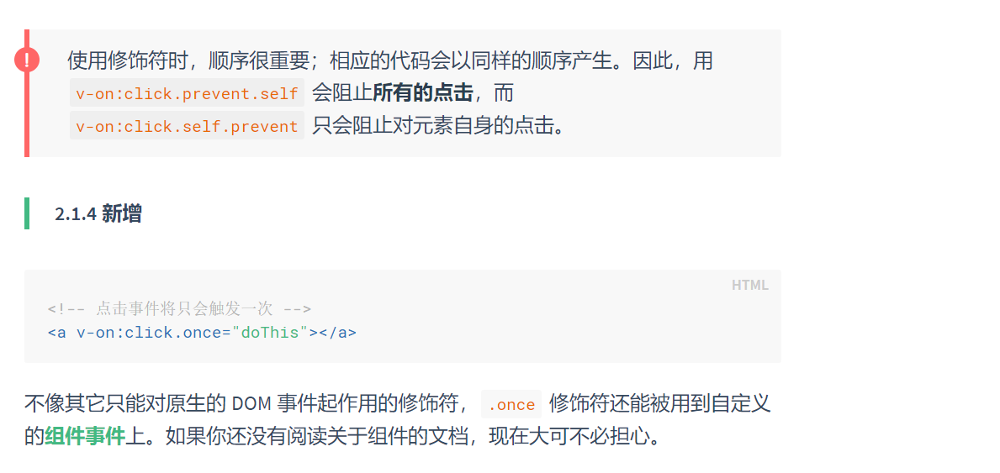 !
使用修饰符时，顺序很重要；相应的代码会以同样的顺序产生。因此，用
v-on:click.prevent.self 会阻止所有的点击，而
v-on:click.self.prevent 只会阻止对元素自身的点击。
2.1.4 新增
HTML
<!-- 点击事件将只会触发一次 -->
<a v-on:click.once="doThis"></a>
不像其它只能对原生的 DOM 事件起作用的修饰符，.once 修饰符还能被用到自定义
的组件事件上。如果你还没有阅读关于组件的文档，现在大可不必担心。